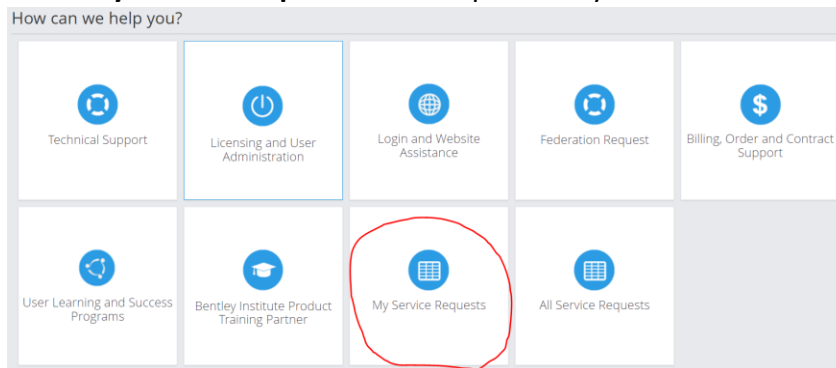 How can we help you?
Technical Support
Licensing and User
Administration
Login and Website
Assistance
Federation Request
$
Billing, Order and Contract
Support
User Learning and Success
Programs
Bentley Institute Product
Training Partner
My Service Requests
All Service Requests